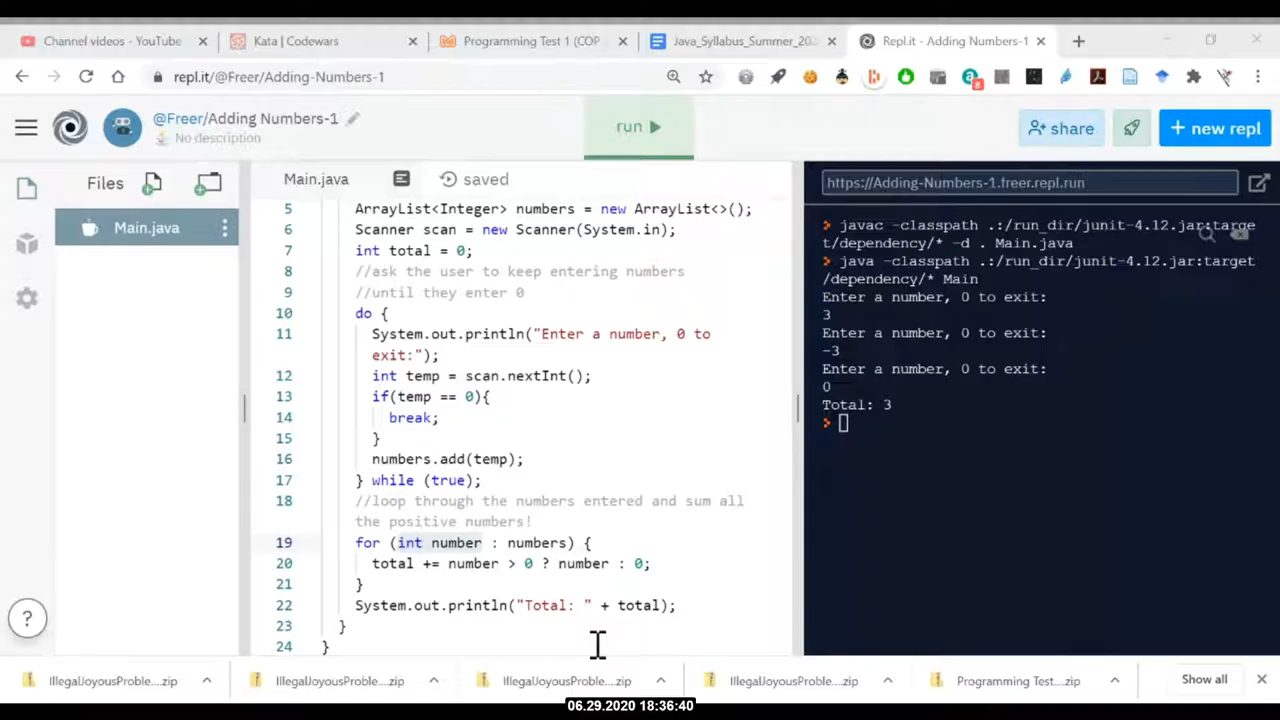 Channel videos - YouTube
Kata | Codewars
Programming Test 1 (COP
Java_Syllabus_Summer_202
Repl.it - Adding Numbers-1
repl.it/@Freer/Adding-Numbers-1
8
@Freer/Adding Numbers-1
No description
run
share
+ new repl
Files
Main.java
Main.java
saved
5 ArrayList<Integer> numbers = new ArrayList<>();
6 Scanner scan = new Scanner(System.in);
7 int total = 0;
8 //ask the user to keep entering numbers
9 //until they enter 0
10 do {
11 System.out.println("Enter a number, 0 to
exit:");
12 int temp = scan.nextInt();
13 if(temp == 0){
14 break;
15 }
16 numbers.add(temp);
17 } while (true);
18 //loop through the numbers entered and sum all
the positive numbers!
19 for (int number : numbers) {
20 total += number > 0 ? number : 0;
21 }
22 System.out.println("Total: " + total);
23 }
24 }
https://Adding-Numbers-1.freer.repl.run
javac -classpath .:/run_dir/junit-4.12.jar:targe
t/dependency/* -d . Main.java
java -classpath .:/run_dir/junit-4.12.jar:target
/dependency/* Main
Enter a number, 0 to exit:
3
Enter a number, 0 to exit:
-3
Enter a number, 0 to exit:
0
Total: 3
?
IllegalJoyousProble....zip
IllegalJoyousProble....zip
IllegalJoyousProble....zip
IllegalJoyousProble....zip
Programming Test....zip
Show all
06.29.2020 18:36:40